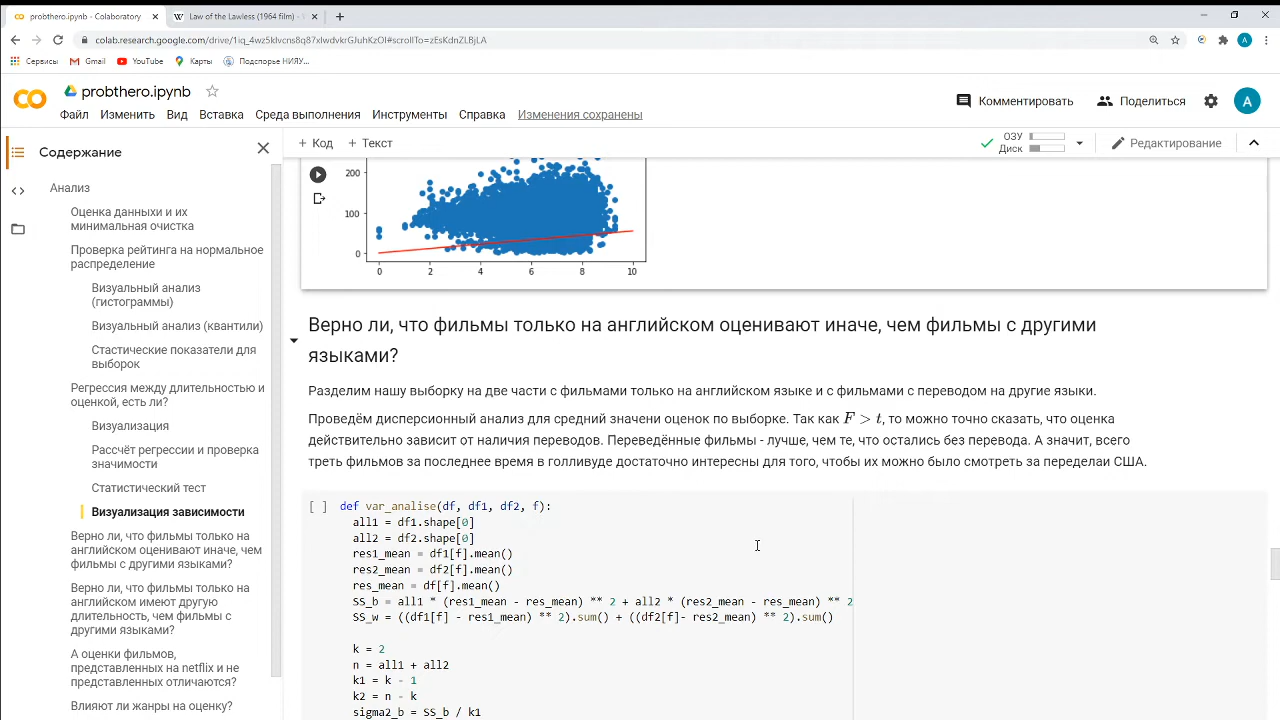 probthero.ipynb - Colaboratory
Law of the Lawless (1964 film) -
colab.research.google.com/drive/1iq_4wz5klvcns8q87xlwdvkrGJuhKzOl#scrollTo=zEsKdnZLBjLA
Сервисы Gmail YouTube Карты Подспорье НИЯУ...
probthero.ipynb
Комментировать Поделиться A
Файл Изменить Вид Вставка Среда выполнения Инструменты Справка Изменения сохранены
+ Код + Текст
ОЗУ
Диск
Редактирование
Содержание
Анализ
Оценка данныхи и их
минимальная очистка
Проверка рейтинга на нормальное
распределение
Визуальный анализ
(гистограммы)
Визуальный анализ (квантили)
Стастические показатели для
выборок
Регрессия между длительностью и
оценкой, есть ли?
Визуализация
Рассчёт регрессии и проверка
значимости
Статистический тест
Визуализация зависимости
Верно ли, что фильмы только на
английском оценивают иначе, чем
фильмы с другими языками?
Верно ли, что фильмы только на
английском имеют другую
длительность, чем фильмы с
другими языками?
А оценки фильмов,
представленных на netflix и не
представленных отличаются?
Влияют ли жанры на оценку?
200
100
0
0 2 4 6 8 10
Верно ли, что фильмы только на английском оценивают иначе, чем фильмы с другими
языками?
Разделим нашу выборку на две части с фильмами только на английском языке и с фильмами с переводом на другие языки.
Проведём дисперсионный анализ для средний значени оценок по выборке. Так как F > t, то можно точно сказать, что оценка
действительно зависит от наличия переводов. Переведённые фильмы - лучше, чем те, что остались без перевода. А значит, всего
треть фильмов за последнее время в голливуде достаточно интересны для того, чтобы их можно было смотреть за переделаи США.
[ ] def var_analise(df, df1, df2, f):
all1 = df1.shape[0]
all2 = df2.shape[0]
res1_mean = df1[f].mean()
res2_mean = df2[f].mean()
res_mean = df[f].mean()
SS_b = all1 * (res1_mean - res_mean) ** 2 + all2 * (res2_mean - res_mean) ** 2
SS_w = ((df1[f] - res1_mean) ** 2).sum() + ((df2[f]- res2_mean) ** 2).sum()
k = 2
n = all1 + all2
k1 = k - 1
k2 = n - k
sigma2_b = SS_b / k1